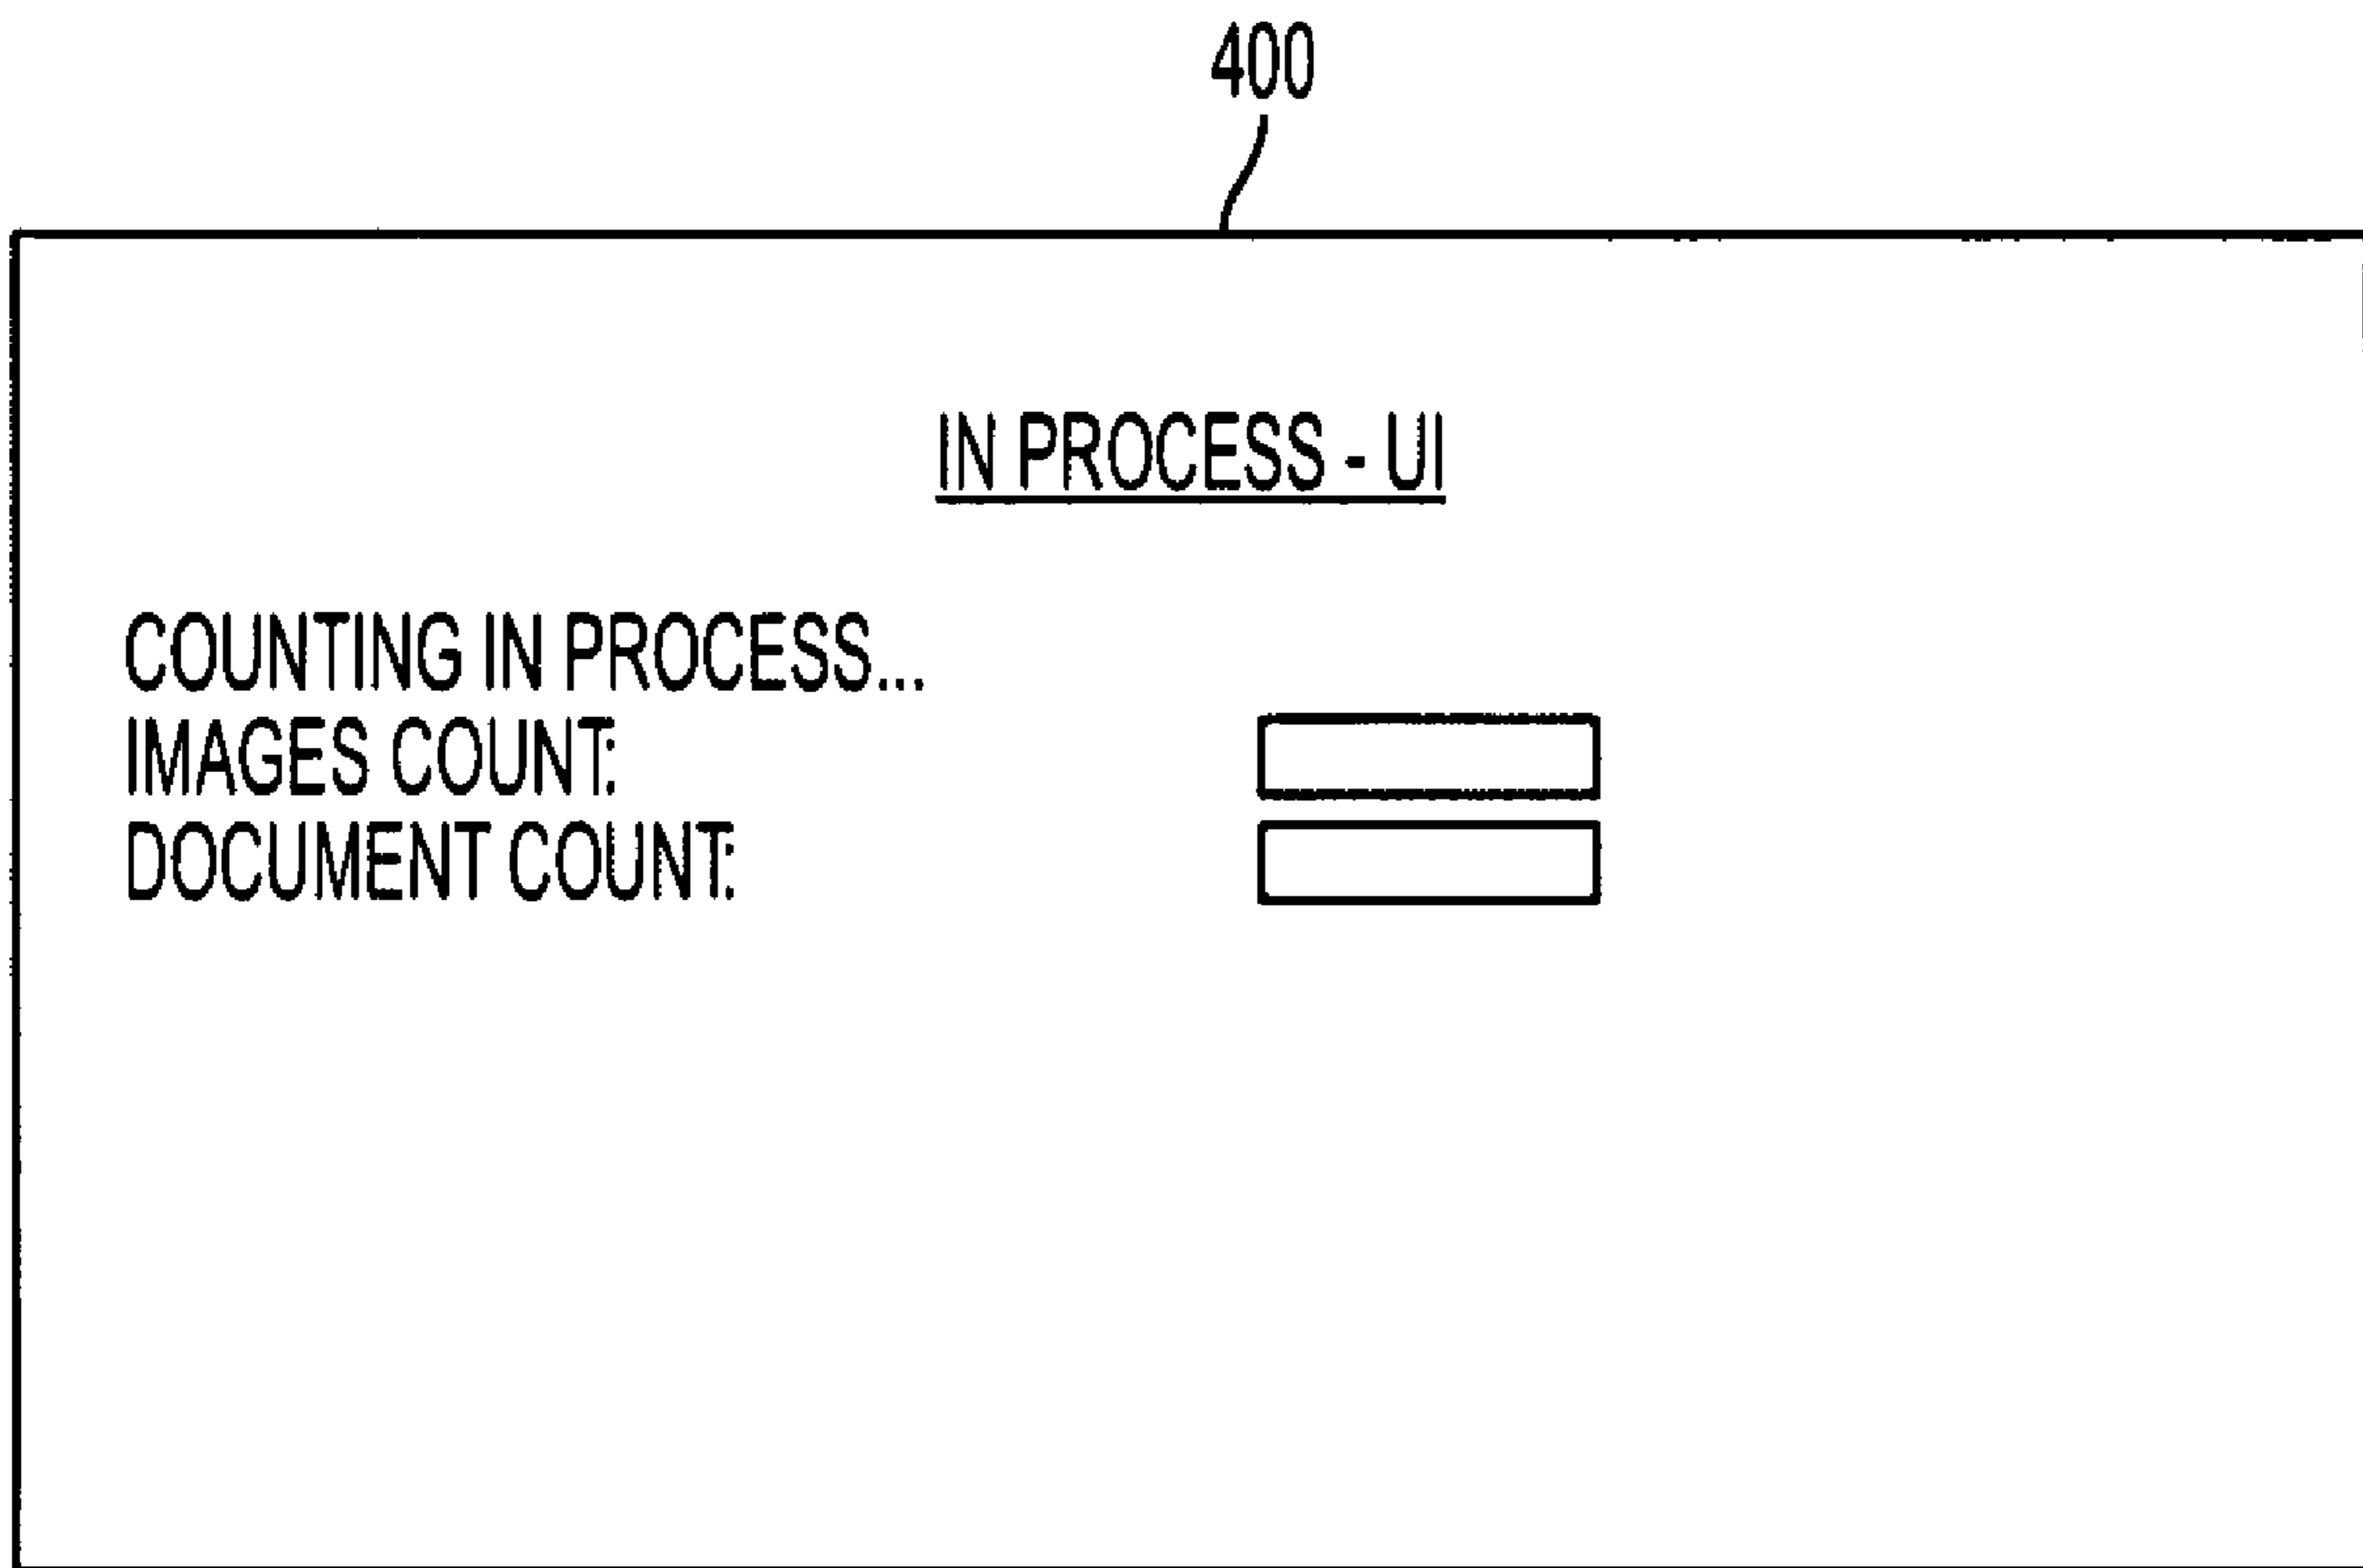 400
IN PROCESS - UI
COUNTING IN PROCESS...
IMAGES COUNT:
DOCUMENT COUNT: